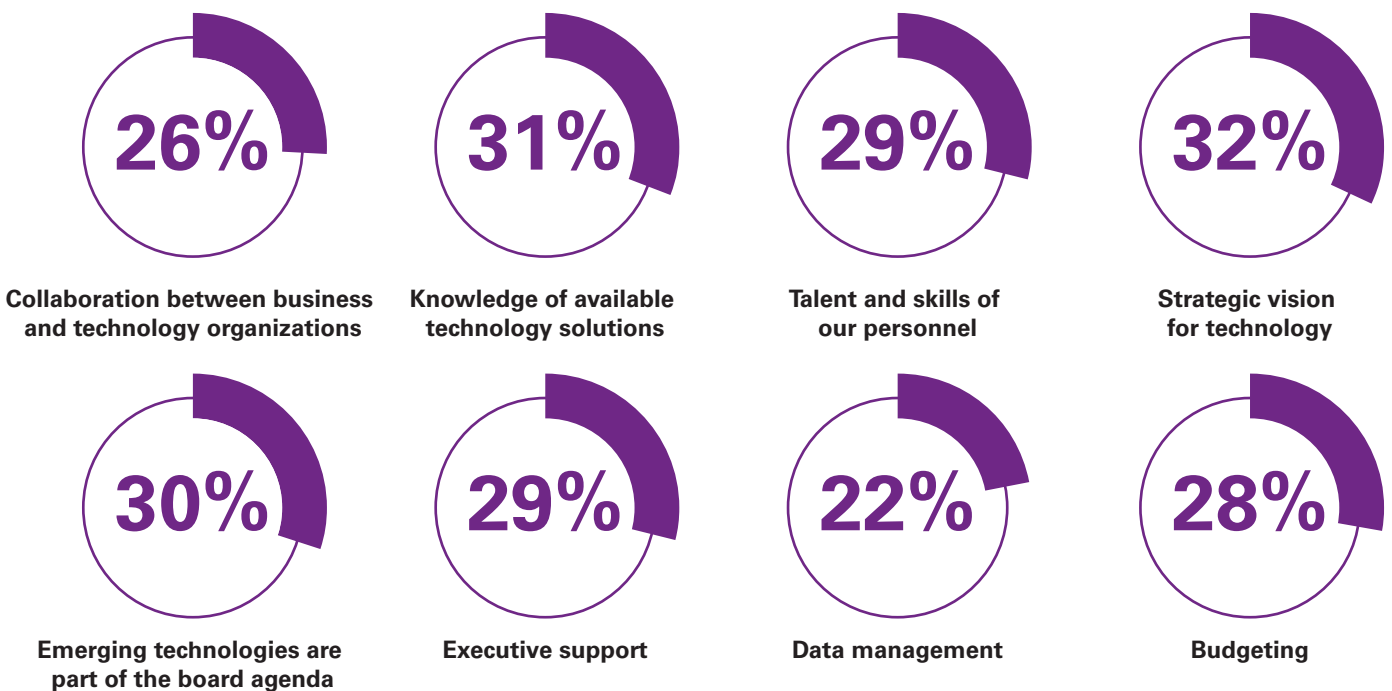 26%
31%
29%
32%
Collaboration between business
and technology organizations
Knowledge of available
technology solutions
Talent and skills of
our personnel
Strategic vision
for technology
30%
29%
22%
28%
Emerging technologies are
part of the board agenda
Executive support
Data management
Budgeting